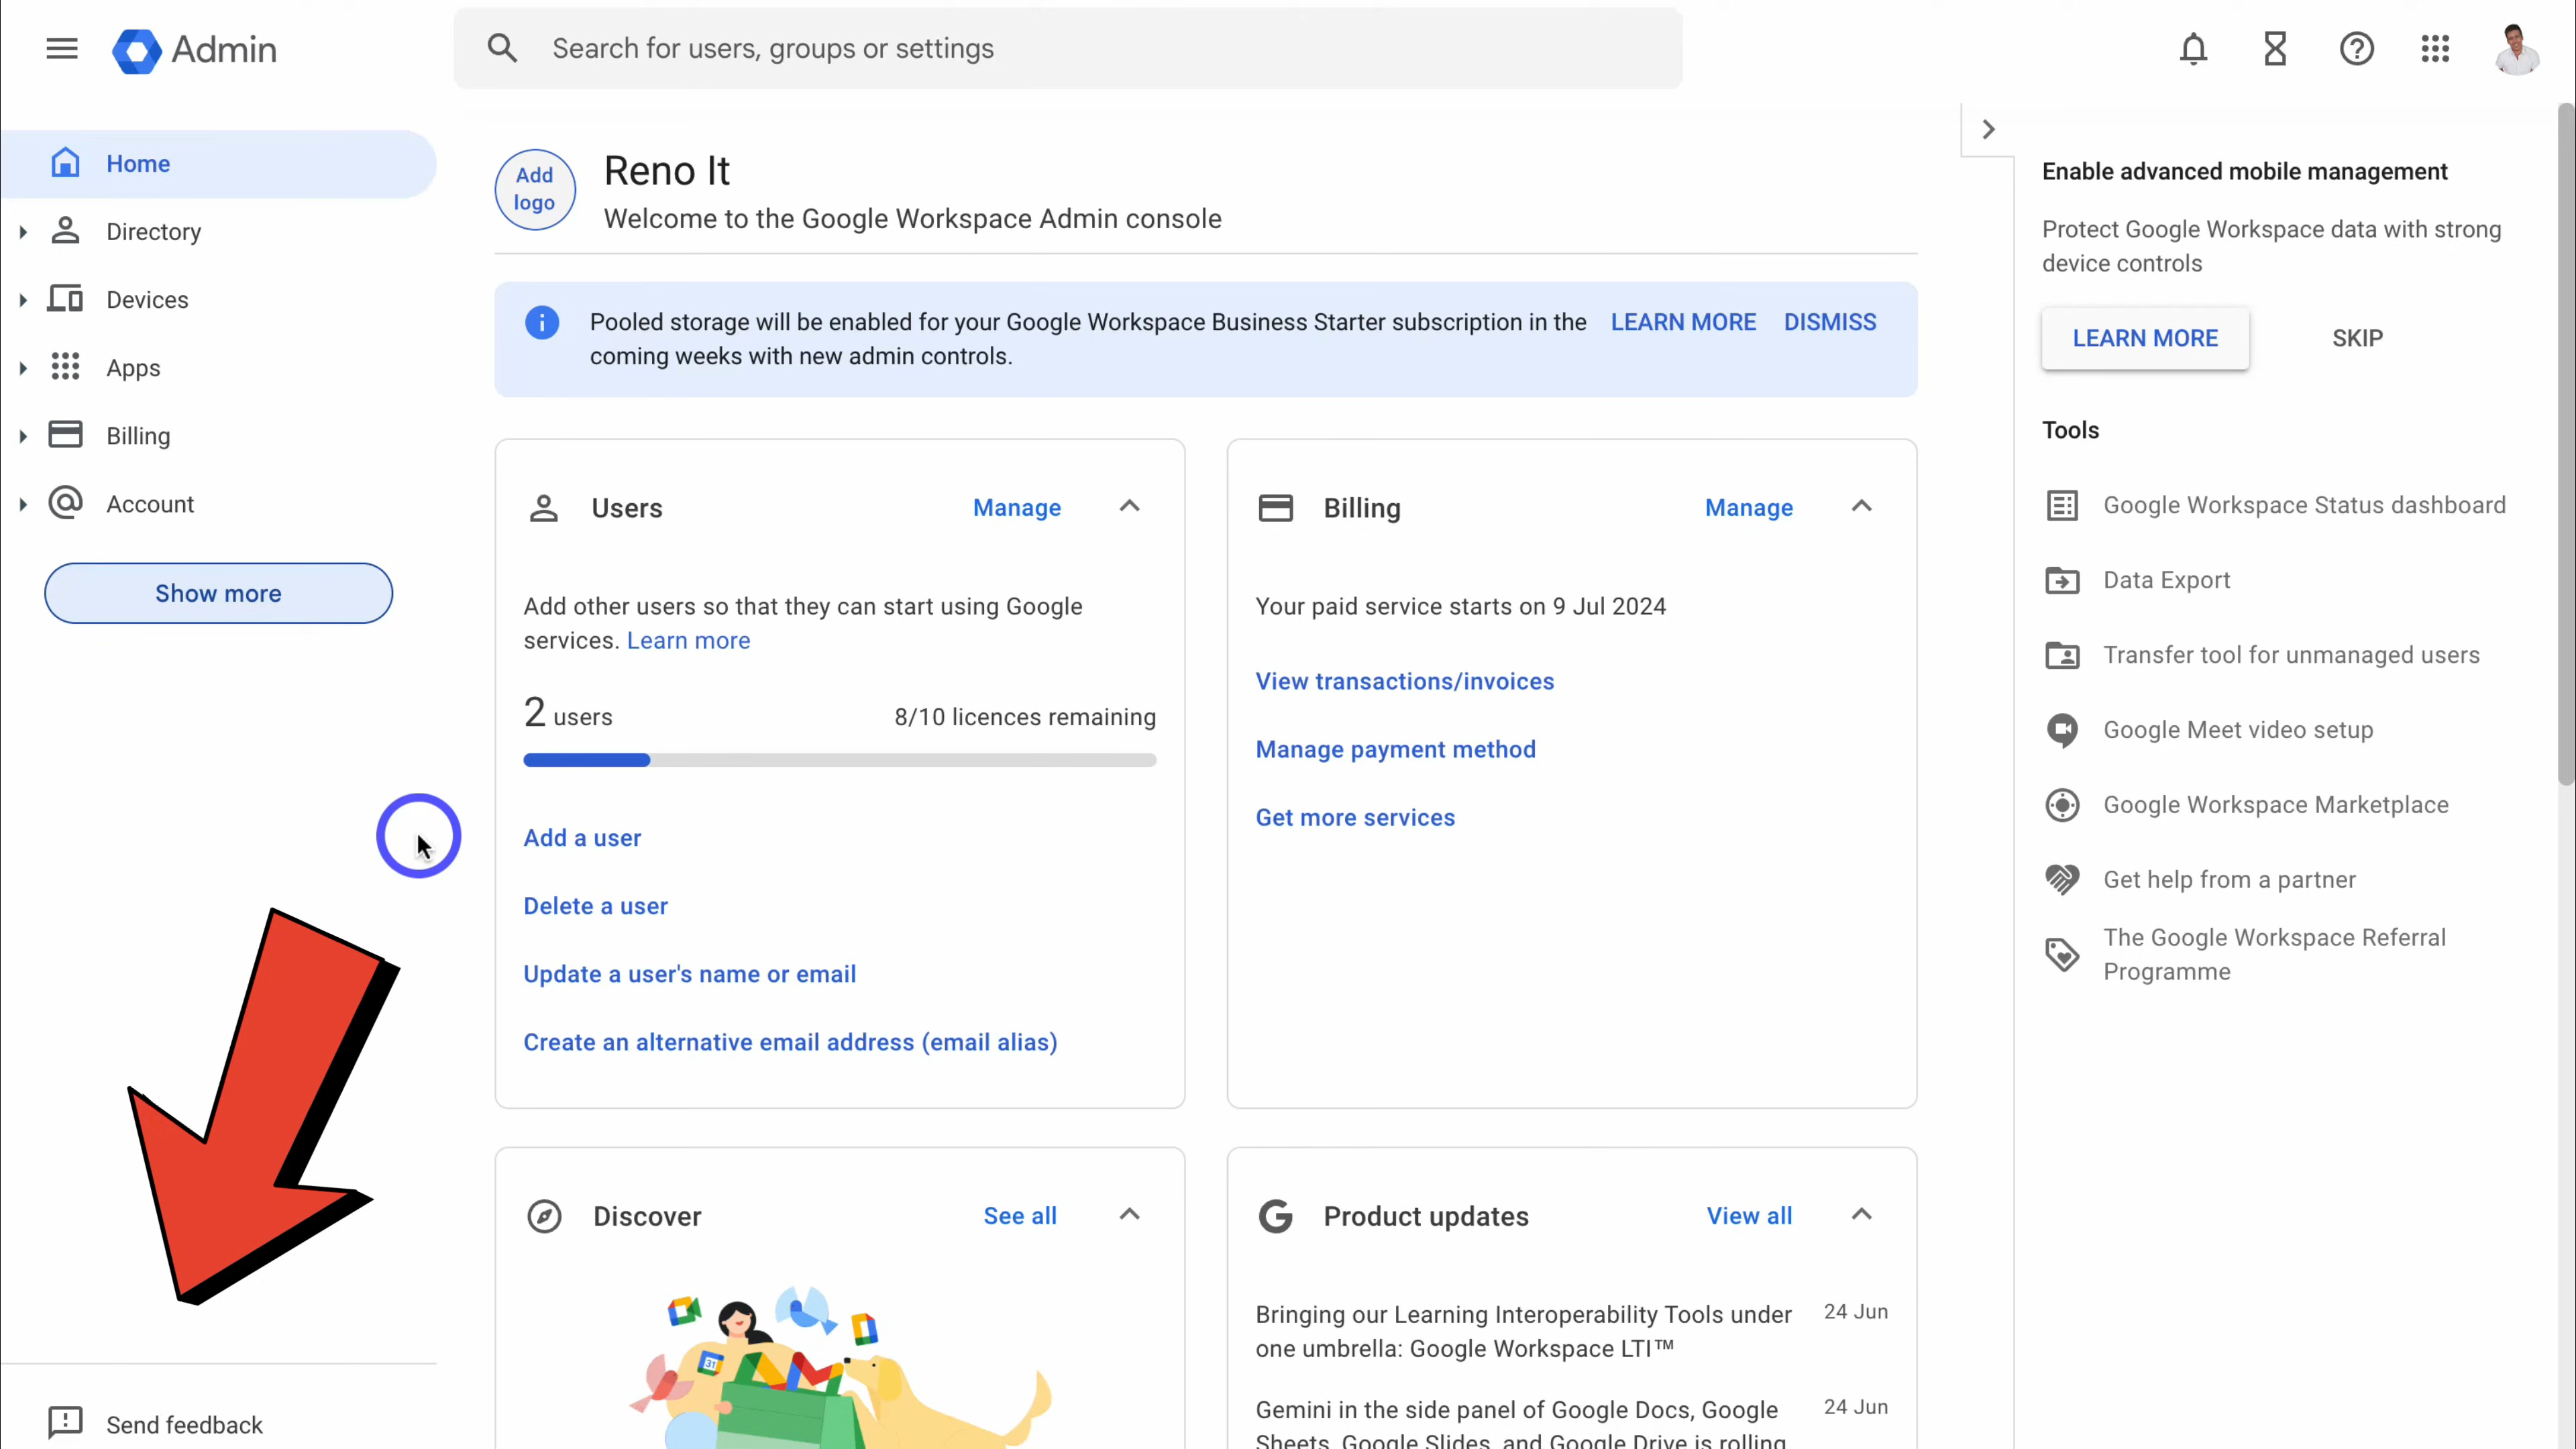 Admin
Search for users, groups or settings
Home
Directory
Devices
Apps
Billing
Account
Show more
Send feedback
Add
logo
Reno It
Welcome to the Google Workspace Admin console
Pooled storage will be enabled for your Google Workspace Business Starter subscription in the
coming weeks with new admin controls.
LEARN MORE DISMISS
Users Manage
Add other users so that they can start using Google
services. Learn more
2 users 8/10 licences remaining
Add a user
Delete a user
Update a user's name or email
Create an alternative email address (email alias)
Billing Manage
Your paid service starts on 9 Jul 2024
View transactions/invoices
Manage payment method
Get more services
Discover See all
31
Product updates View all
Bringing our Learning Interoperability Tools under 24 Jun
one umbrella: Google Workspace LTI™
Gemini in the side panel of Google Docs, Google 24 Jun
Sheets, Google Slides, and Google Drive is rolling
Enable advanced mobile management
Protect Google Workspace data with strong
device controls
LEARN MORE SKIP
Tools
Google Workspace Status dashboard
Data Export
Transfer tool for unmanaged users
Google Meet video setup
Google Workspace Marketplace
Get help from a partner
The Google Workspace Referral
Programme